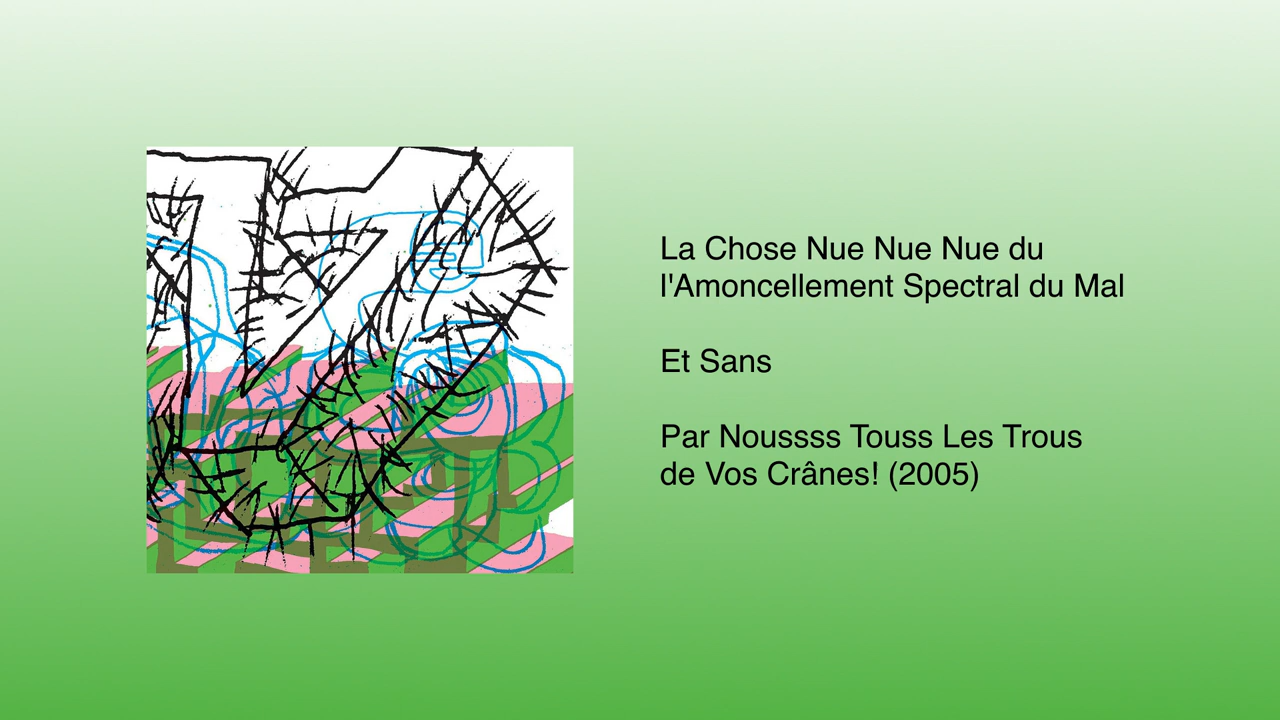 La Chose Nue Nue Nue du
l'Amoncellement Spectral du Mal
Et Sans
Par Noussss Touss Les Trous
de Vos Crânes! (2005)